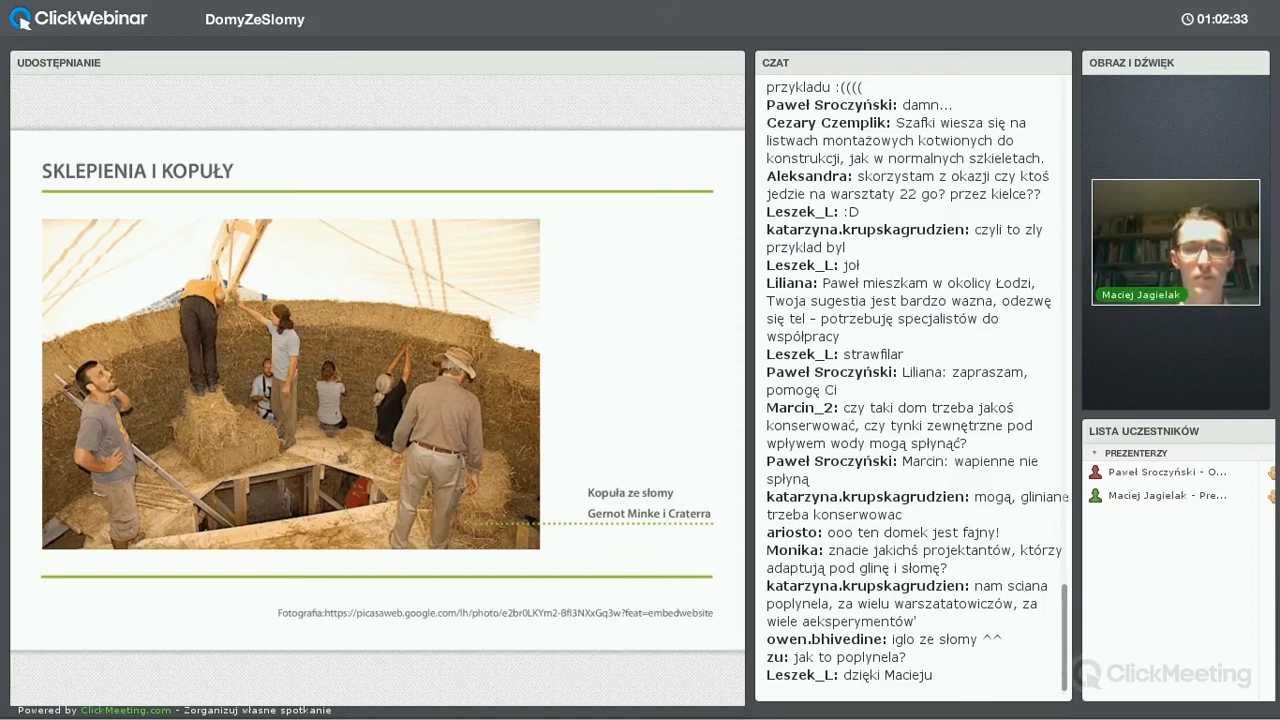 ClickWebinar
DomyZeSlomy
01:02:33
UDOSTĘPNIANIE
SKLEPIENIA I KOPUŁY
Kopuła ze słomy
Gernot Minke i Craterra
Fotografia:https://picasaweb.google.com/lh/photo/e2br0LKYm2-BfI3NXxGq3w?feat=embedwebsite
CZAT
przykladu :((((
Paweł Sroczyński: damn...
Cezary Czemplik: Szafki wiesza się na
listwach montażowych kotwionych do
konstrukcji, jak w normalnych szkieletach.
Aleksandra: skorzystam z okazji czy ktoś
jedzie na warsztaty 22 go? przez kielce??
Leszek_L: :D
katarzyna.krupskagrudzien: czyli to zly
przyklad byl
Leszek_L: joł
Liliana: Paweł mieszkam w okolicy Łodzi,
Twoja sugestia jest bardzo wazna, odezwę
się tel - potrzebuję specjalistów do
współpracy
Leszek_L: strawfilar
Paweł Sroczyński: Liliana: zapraszam,
pomogę Ci
Marcin_2: czy taki dom trzeba jakoś
konserwować, czy tynki zewnętrzne pod
wpływem wody mogą spłynąć?
Paweł Sroczyński: Marcin: wapienne nie
spłyną
katarzyna.krupskagrudzien: mogą, gliniane
trzeba konserwowac
ariosto: ooo ten domek jest fajny!
Monika: znacie jakichś projektantów, którzy
adaptują pod glinę i słomę?
katarzyna.krupskagrudzien: nam sciana
poplynela, za wielu warszatatowiczów, za
wiele aeksperymentów'
owen.bhivedine: iglo ze słomy ^^
zu: jak to poplynela?
Leszek_L: dzięki Macieju
OBRAZ I DŹWIĘK
Maciej Jagielak
LISTA UCZESTNIKÓW
PREZENTERZY
Paweł Sroczyński - O...
Maciej Jagielak - Pre...
ClickMeeting
Powered by ClickMeeting.com - Zorganizuj własne spotkanie